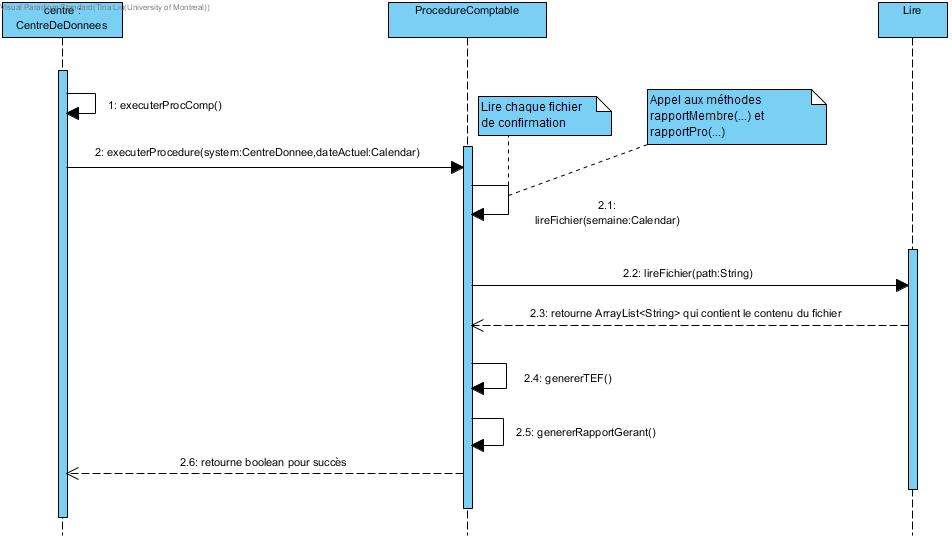 Visual Paradigm Standard(Tina Li(University of Montreal))
centre :
CentreDeDonnees
ProcedureComptable
Lire
1: executerProcComp()
Lire chaque fichier
de confirmation
Appel aux méthodes
rapportMembre(...) et
rapportPro(...)
2: executerProcedure(system:CentreDonnee,dateActuel:Calendar)
2.1:
lireFichier(semaine:Calendar)
2.2: lireFichier(path:String)
2.3: retourne ArrayList<String> qui contient le contenu du fichier
2.4: genererTEF()
2.5: genererRapportGerant()
2.6: retourne boolean pour succès